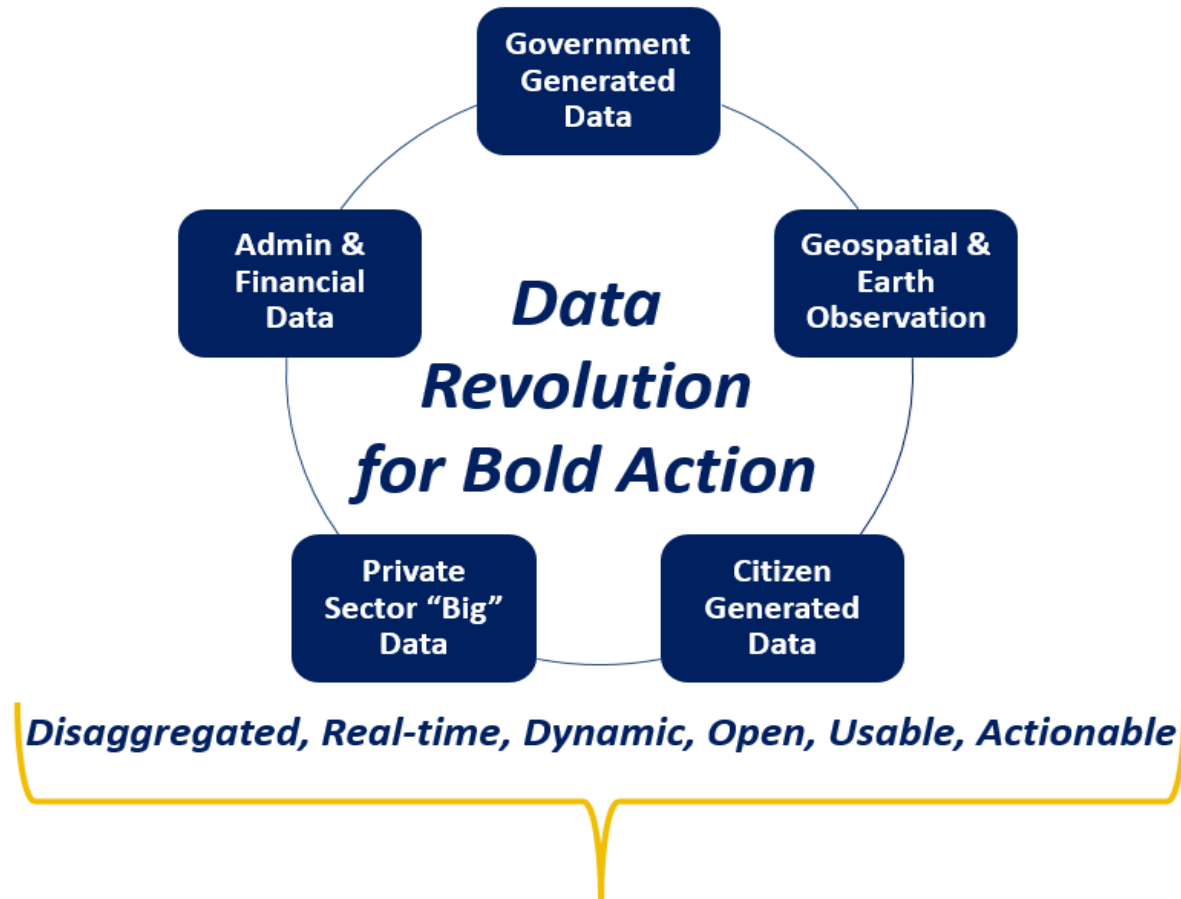 Government
Generated
Data
Admin &
Financial
Data
Geospatial &
Earth
Observation
Data
Revolution
for Bold Action
Private
Sector “Big”
Data
Citizen
Generated
Data
Disaggregated, Real-time, Dynamic, Open, Usable, Actionable